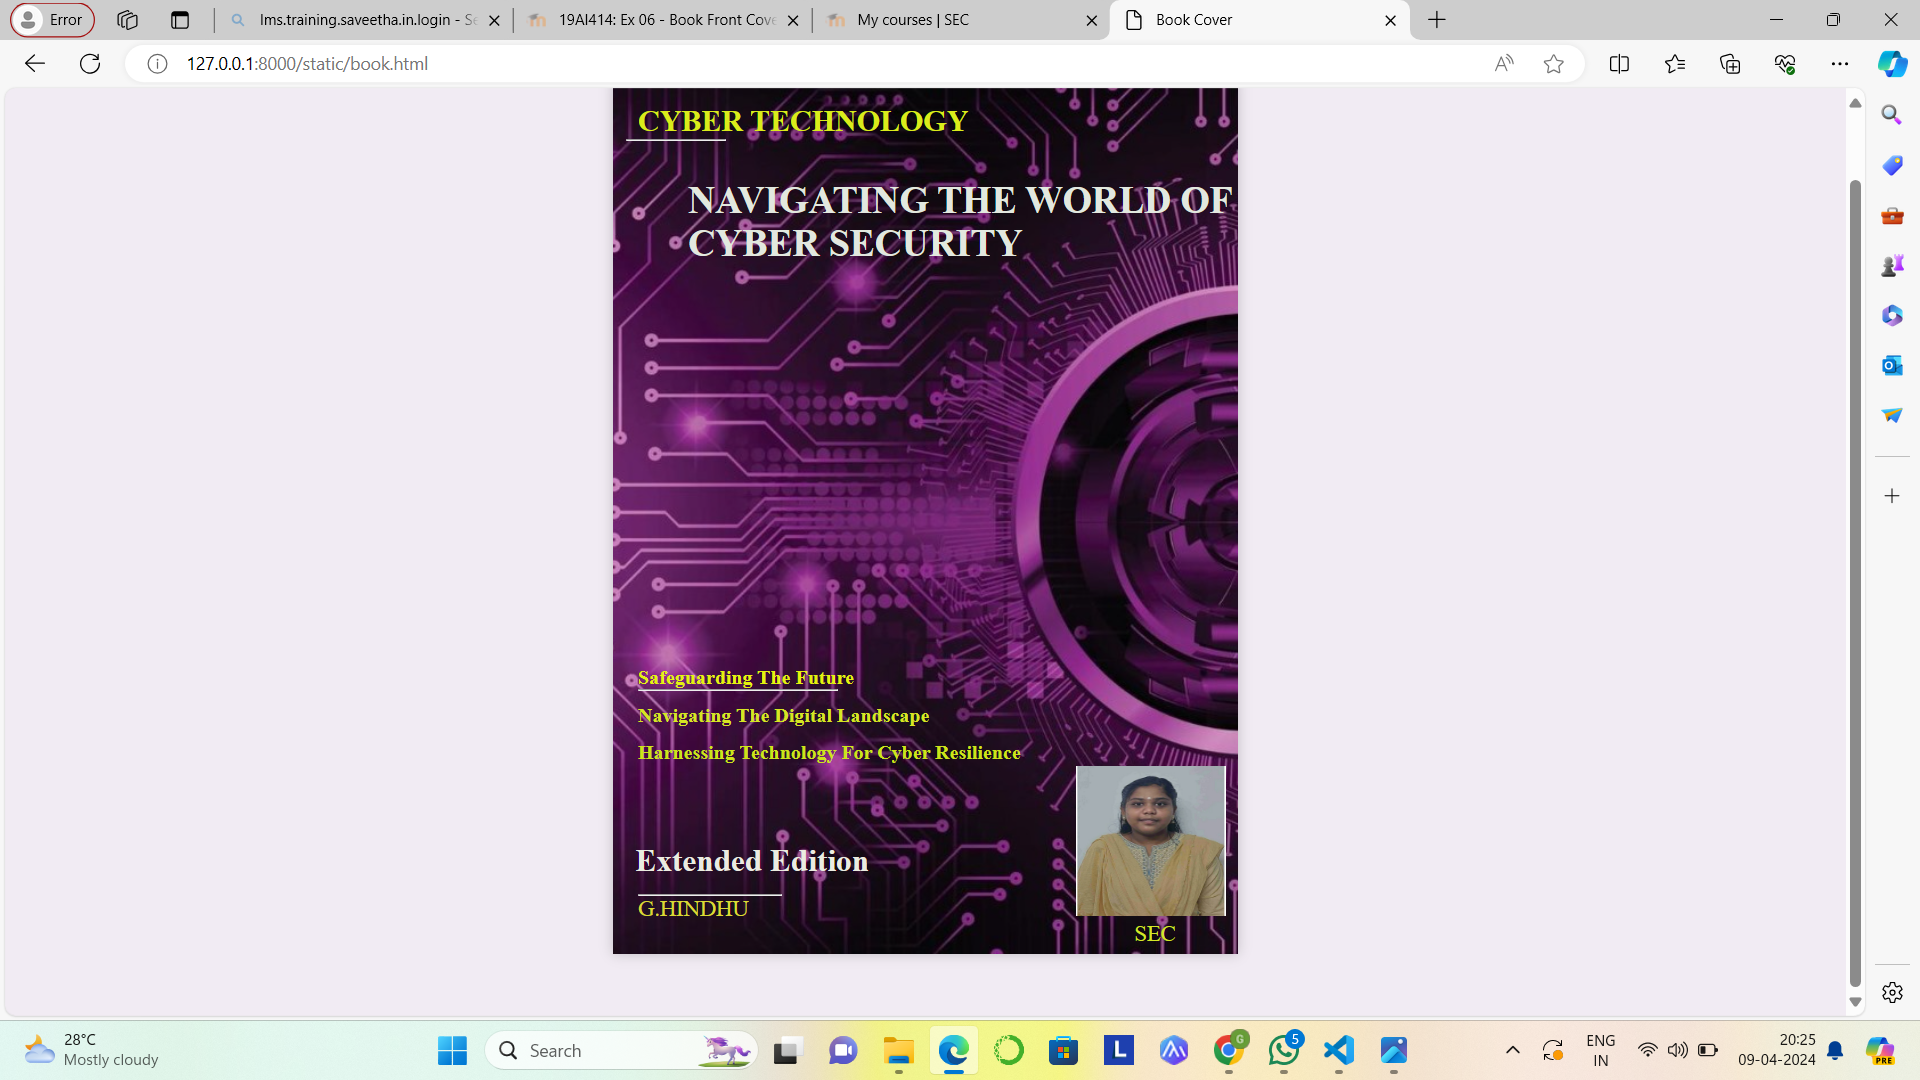 Error
lms.training.saveetha.in.login - Se
19AI414: Ex 06 - Book Front Cove
My courses | SEC
Book Cover
127.0.0.1:8000/static/book.html
CYBER TECHNOLOGY
NAVIGATING THE WORLD OF
CYBER SECURITY
Safeguarding The Future
Navigating The Digital Landscape
Harnessing Technology For Cyber Resilience
Extended Edition
G.HINDHU
SEC
28°C
Mostly cloudy
Search
L
G
5
ENG
IN
20:25
09-04-2024
PRE